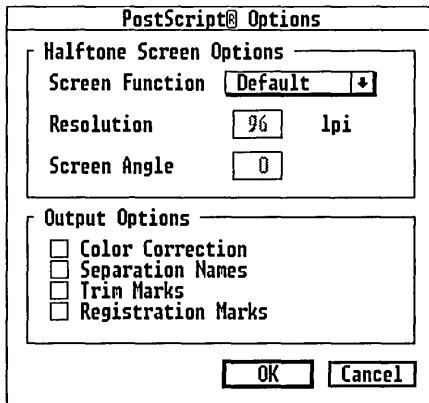 PostScript® Options
Halftone Screen Options
Screen Function Default
Resolution 96 lpi
Screen Angle 0
Output Options
Color Correction
Separation Names
Trim Marks
Registration Marks
OK Cancel